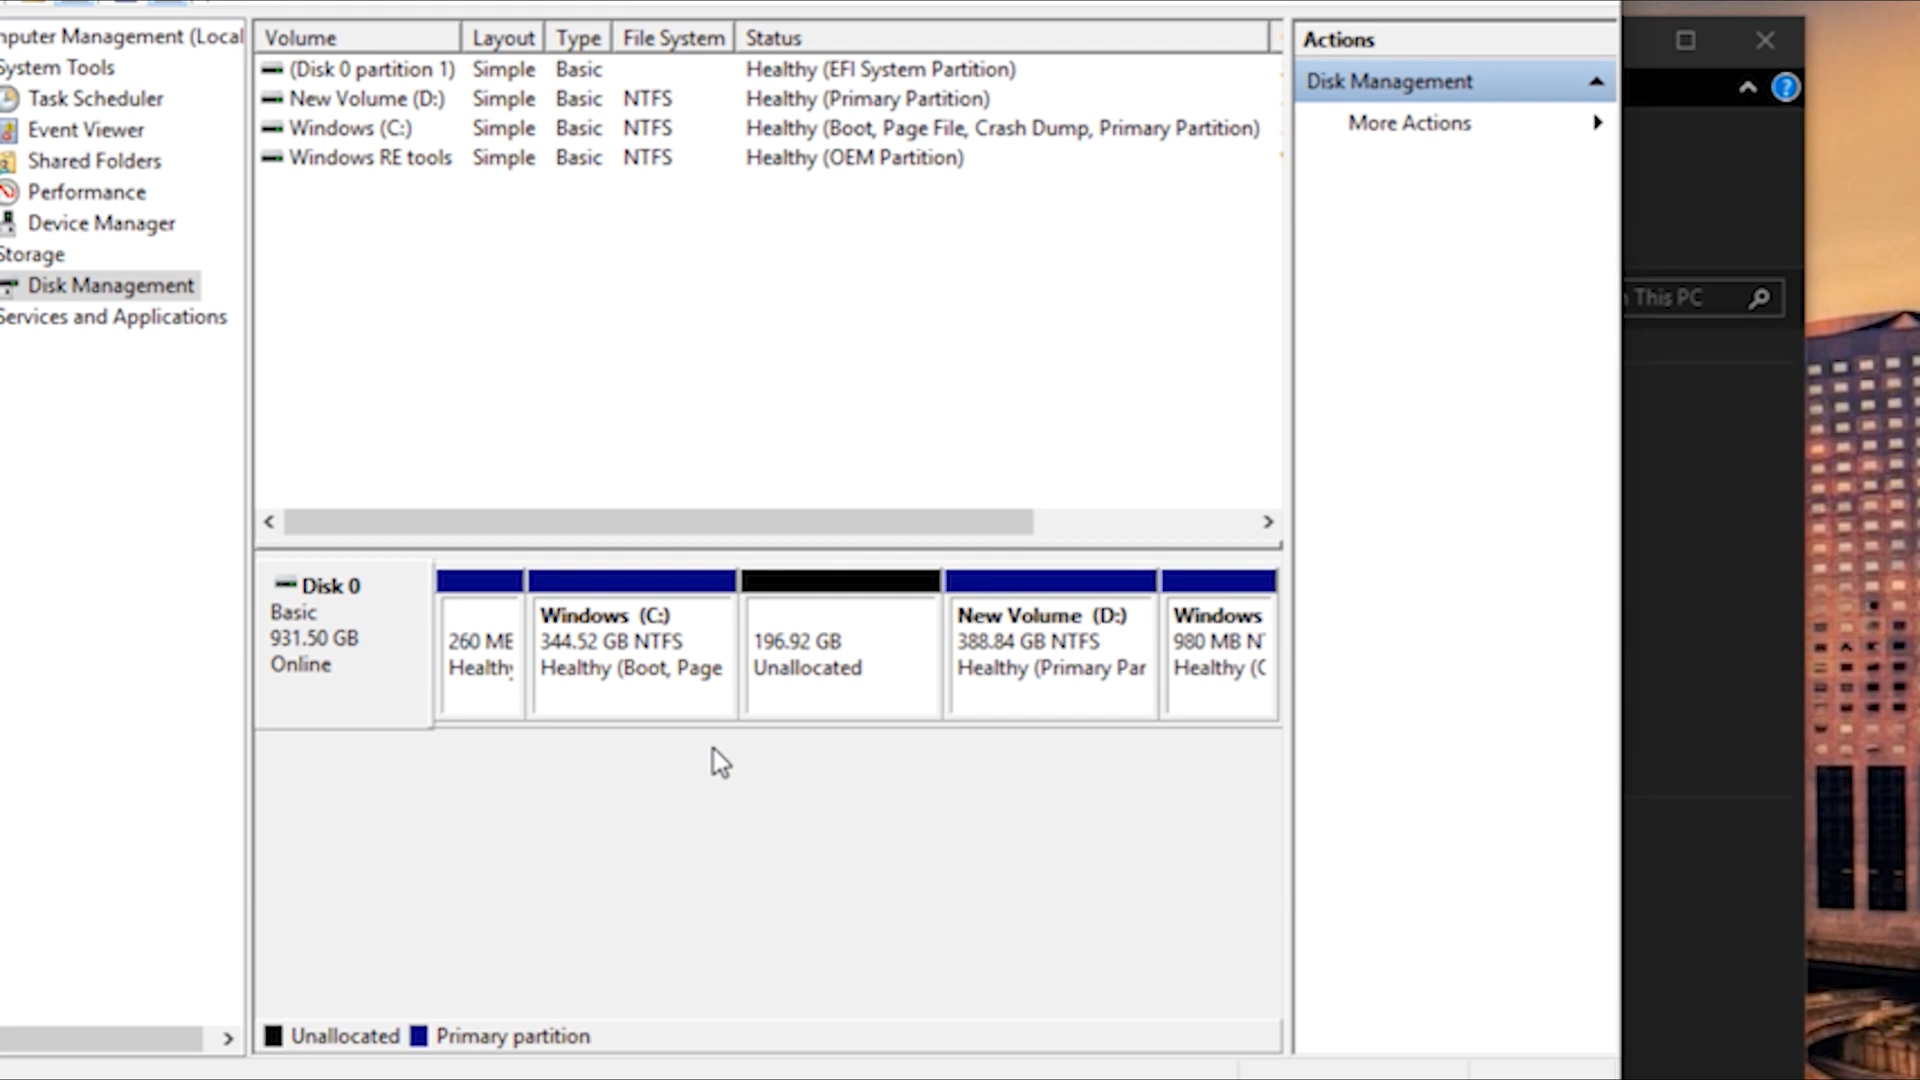 mputer Management (Local
System Tools
Task Scheduler
Event Viewer
Shared Folders
Performance
Device Manager
Storage
Disk Management
Services and Applications
Volume Layout Type File System Status
(Disk 0 partition 1) Simple Basic Healthy (EFI System Partition)
New Volume (D:) Simple Basic NTFS Healthy (Primary Partition)
Windows (C:) Simple Basic NTFS Healthy (Boot, Page File, Crash Dump, Primary Partition)
Windows RE tools Simple Basic NTFS Healthy (OEM Partition)
Disk 0
Basic
931.50 GB
Online
260 MB
Healthy
Windows (C:)
344.52 GB NTFS
Healthy (Boot, Page
196.92 GB
Unallocated
New Volume (D:)
388.84 GB NTFS
Healthy (Primary Par
Windows
980 MB NT
Healthy (O
Unallocated Primary partition
Actions
Disk Management
More Actions
?
This PC